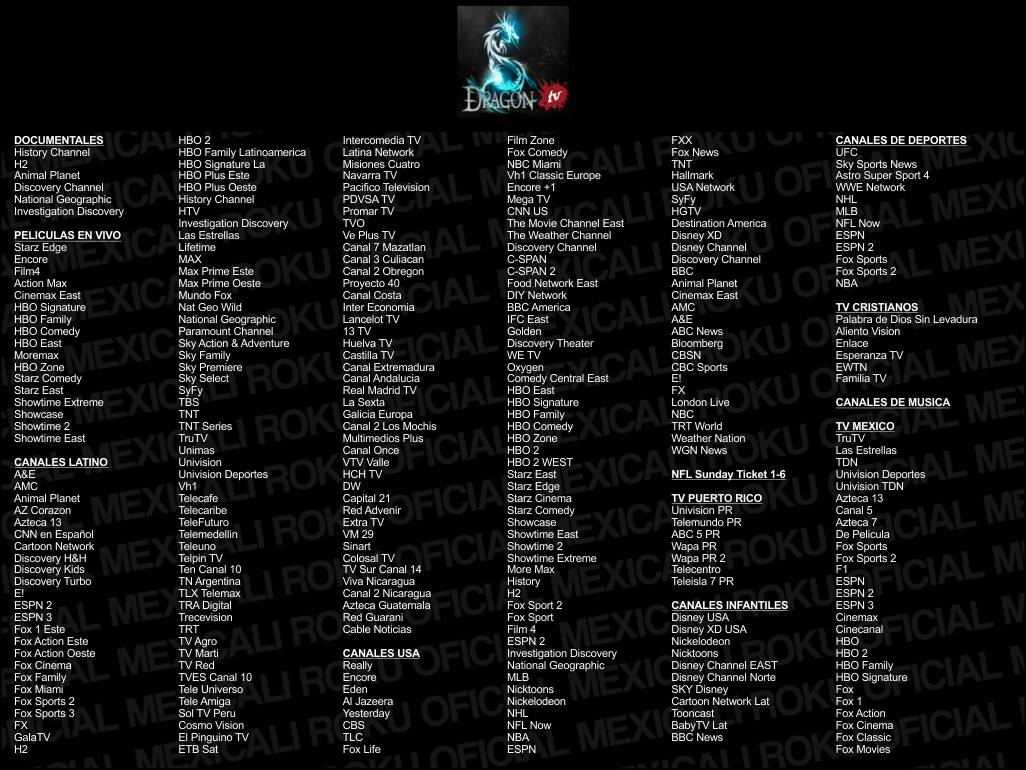 DRAGON tv
DOCUMENTALES
History Channel
H2
Animal Planet
Discovery Channel
National Geographic
Investigation Discovery
PELICULAS EN VIVO
Starz Edge
Encore
Film4
Action Max
Cinemax East
HBO Signature
HBO Family
HBO Comedy
HBO East
Moremax
HBO Zone
Starz Comedy
Starz East
Showtime Extreme
Showcase
Showtime 2
Showtime East
CANALES LATINO
A&E
AMC
Animal Planet
AZ Corazon
Azteca 13
CNN en Español
Cartoon Network
Discovery H&H
Discovery Kids
Discovery Turbo
E!
ESPN 2
ESPN 3
Fox 1 Este
Fox Action Este
Fox Action Oeste
Fox Cinema
Fox Family
Fox Miami
Fox Sports 2
Fox Sports 3
FX
GalaTV
H2
HBO 2
HBO Family Latinoamerica
HBO Signature La
HBO Plus Este
HBO Plus Oeste
History Channel
HTV
Investigation Discovery
Las Estrellas
Lifetime
MAX
Max Prime Este
Max Prime Oeste
Mundo Fox
Nat Geo Wild
National Geographic
Paramount Channel
Sky Action & Adventure
Sky Family
Sky Premiere
Sky Select
SyFy
TBS
TNT
TNT Series
TruTV
Unimas
Univision
Univision Deportes
Vh1
Telecafe
Telecaribe
TeleFuturo
Telemedellin
Teleuno
Telpin TV
Ten Canal 10
TN Argentina
TLX Telemax
TRA Digital
Trecevision
TRT
TV Agro
TV Marti
TV Red
TVES Canal 10
Tele Universo
Tele Amiga
Sol TV Peru
Cosmo Vision
El Pinguino TV
ETB Sat
Intercomedia TV
Latina Network
Misiones Cuatro
Navarra TV
Pacifico Television
PDVSA TV
Promar TV
TVO
Ve Plus TV
Canal 7 Mazatlan
Canal 3 Culiacan
Canal 2 Obregon
Proyecto 40
Canal Costa
Inter Economia
Lancelot TV
13 TV
Huelva TV
Castilla TV
Canal Extremadura
Canal Andalucia
Real Madrid TV
La Sexta
Galicia Europa
Canal 2 Los Mochis
Multimedios Plus
Canal Once
VTV Valle
HCH TV
DW
Capital 21
Red Advenir
Extra TV
VM 29
Sinart
Colosal TV
TV Sur Canal 14
Viva Nicaragua
Canal 2 Nicaragua
Azteca Guatemala
Red Guarani
Cable Noticias
CANALES USA
Really
Encore
Eden
Al Jazeera
Yesterday
CBS
TLC
Fox Life
Film Zone
Fox Comedy
NBC Miami
Vh1 Classic Europe
Encore +1
Mega TV
CNN US
The Movie Channel East
The Weather Channel
Discovery Channel
C-SPAN
C-SPAN 2
Food Network East
DIY Network
BBC America
IFC East
Golden
Discovery Theater
WE TV
Oxygen
Comedy Central East
HBO East
HBO Signature
HBO Family
HBO Comedy
HBO Zone
HBO 2
HBO 2 WEST
Starz East
Starz Edge
Starz Cinema
Starz Comedy
Showcase
Showtime East
Showtime 2
Showtime Extreme
More Max
History
H2
Fox Sport 2
Fox Sport
Film 4
ESPN 2
Investigation Discovery
National Geographic
MLB
Nicktoons
Nickelodeon
NHL
NFL Now
NBA
ESPN
FXX
Fox News
TNT
Hallmark
USA Network
SyFy
HGTV
Destination America
Disney XD
Disney Channel
Discovery Channel
BBC
Animal Planet
Cinemax East
AMC
A&E
ABC News
Bloomberg
CBSN
CBC Sports
E!
FX
London Live
NBC
TRT World
Weather Nation
WGN News
NFL Sunday Ticket 1-6
TV PUERTO RICO
Univision PR
Telemundo PR
ABC 5 PR
Wapa PR
Wapa PR 2
Telecentro
Teleisla 7 PR
CANALES INFANTILES
Disney USA
Disney XD USA
Nickelodeon
Nicktoons
Disney Channel EAST
Disney Channel Norte
SKY Disney
Cartoon Network Lat
Tooncast
BabyTV Lat
BBC News
CANALES DE DEPORTES
UFC
Sky Sports News
Astro Super Sport 4
WWE Network
NHL
MLB
NFL Now
ESPN
ESPN 2
Fox Sports
Fox Sports 2
NBA
TV CRISTIANOS
Palabra de Dios Sin Levadura
Aliento Vision
Enlace
Esperanza TV
EWTN
Familia TV
CANALES DE MUSICA
TV MEXICO
TruTV
Las Estrellas
TDN
Univision Deportes
Univision TDN
Azteca 13
Canal 5
Azteca 7
De Pelicula
Fox Sports
Fox Sports 2
F1
ESPN
ESPN 2
ESPN 3
Cinemax
Cinecanal
HBO
HBO 2
HBO Family
HBO Signature
Fox
Fox 1
Fox Action
Fox Cinema
Fox Classic
Fox Movies
MEXICALI ROKU OFICIAL